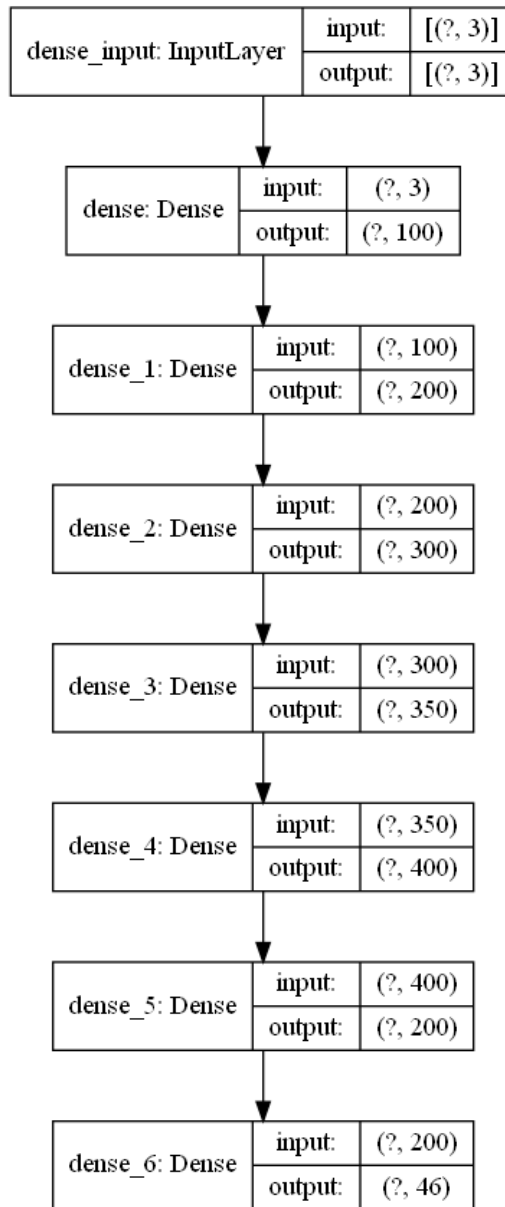 dense_input: InputLayer
input: [(?, 3)]
output: [(?, 3)]
dense: Dense
input: (?, 3)
output: (?, 100)
dense_1: Dense
input: (?, 100)
output: (?, 200)
dense_2: Dense
input: (?, 200)
output: (?, 300)
dense_3: Dense
input: (?, 300)
output: (?, 350)
dense_4: Dense
input: (?, 350)
output: (?, 400)
dense_5: Dense
input: (?, 400)
output: (?, 200)
dense_6: Dense
input: (?, 200)
output: (?, 46)